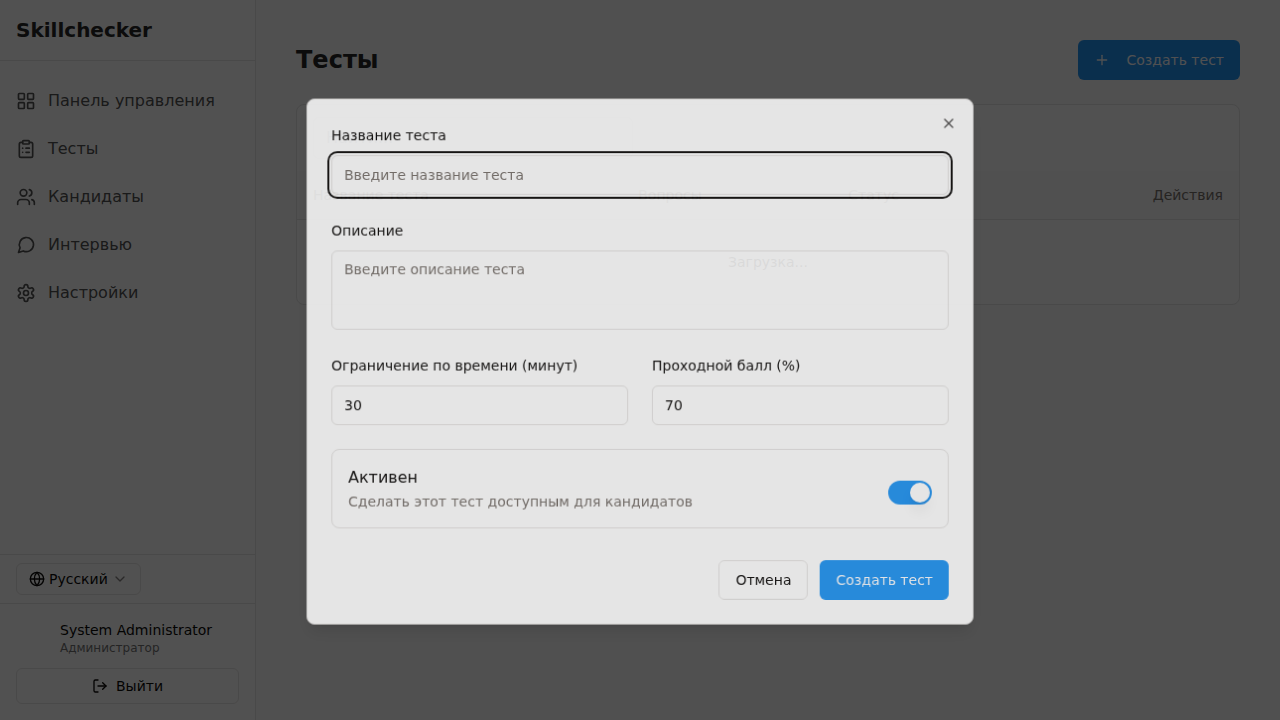 Skillchecker
Панель управления
Тесты
Кандидаты
Интервью
Настройки
Русский
System Administrator
Администратор
Выйти
Тесты
Создать тест
Название теста
Вопросы
Статус
Действия
Загрузка...
Название теста
Введите название теста
Описание
Введите описание теста
Ограничение по времени (минут)
Проходной балл (%)
30
70
Активен
Сделать этот тест доступным для кандидатов
Отмена
Создать тест